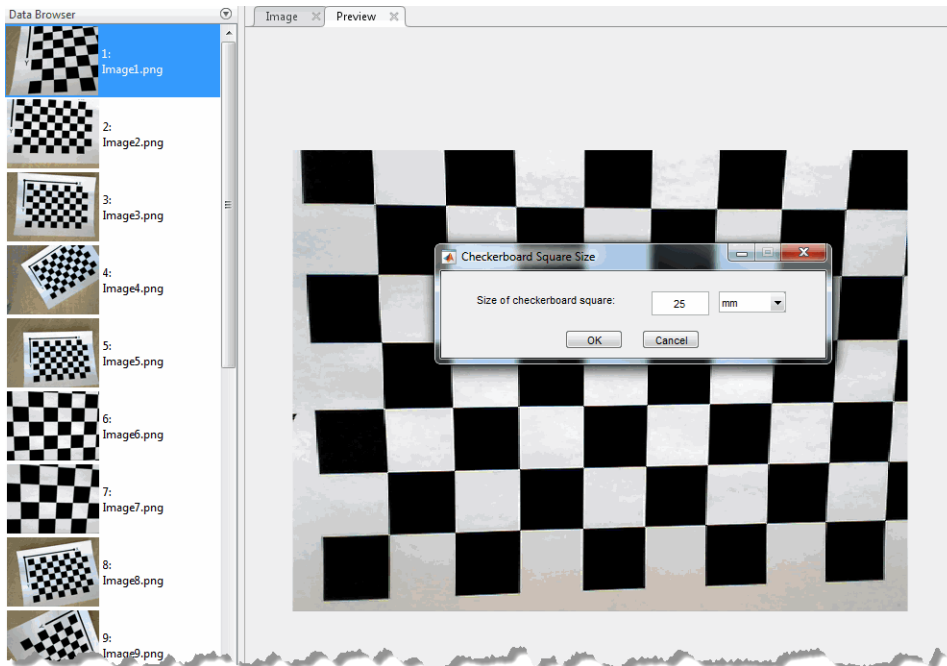 Data Browser
Image
Preview
1:
Image1.png
2:
Image2.png
3:
Image3.png
4:
Image4.png
5:
Image5.png
6:
Image6.png
7:
Image7.png
8:
Image8.png
9:
Image9.png
Checkerboard Square Size
Size of checkerboard square: 25 mm
OK Cancel